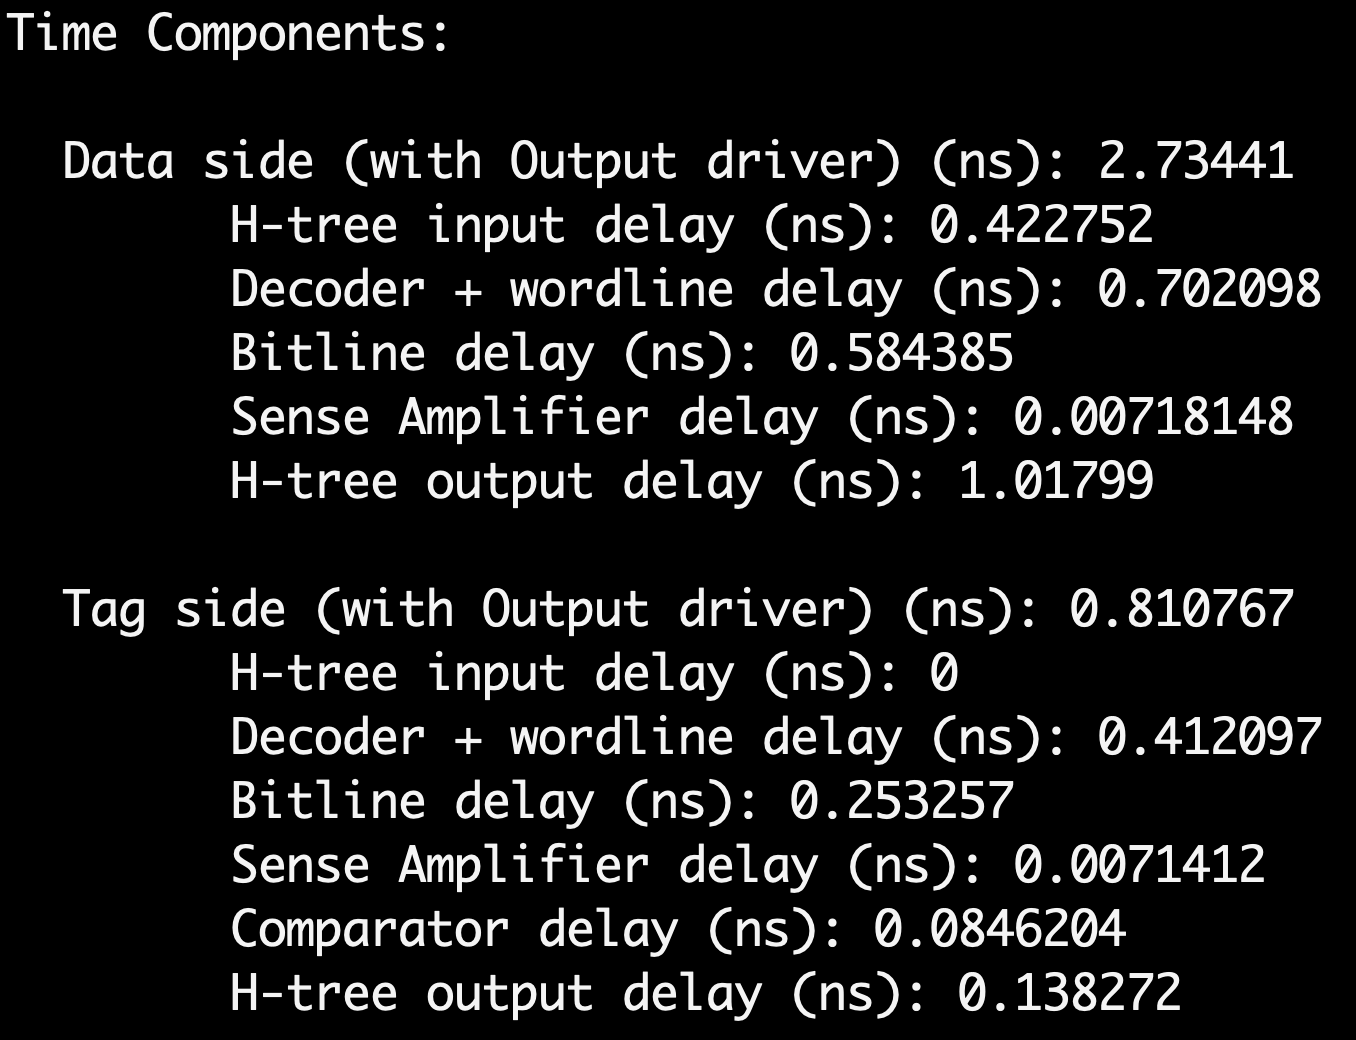 Time Components:
Data side (with Output driver) (ns): 2.73441
H-tree input delay (ns): 0.422752
Decoder + wordline delay (ns): 0.702098
Bitline delay (ns): 0.584385
Sense Amplifier delay (ns): 0.00718148
H-tree output delay (ns): 1.01799
Tag side (with Output driver) (ns): 0.810767
H-tree input delay (ns): 0
Decoder + wordline delay (ns): 0.412097
Bitline delay (ns): 0.253257
Sense Amplifier delay (ns): 0.0071412
Comparator delay (ns): 0.0846204
H-tree output delay (ns): 0.138272